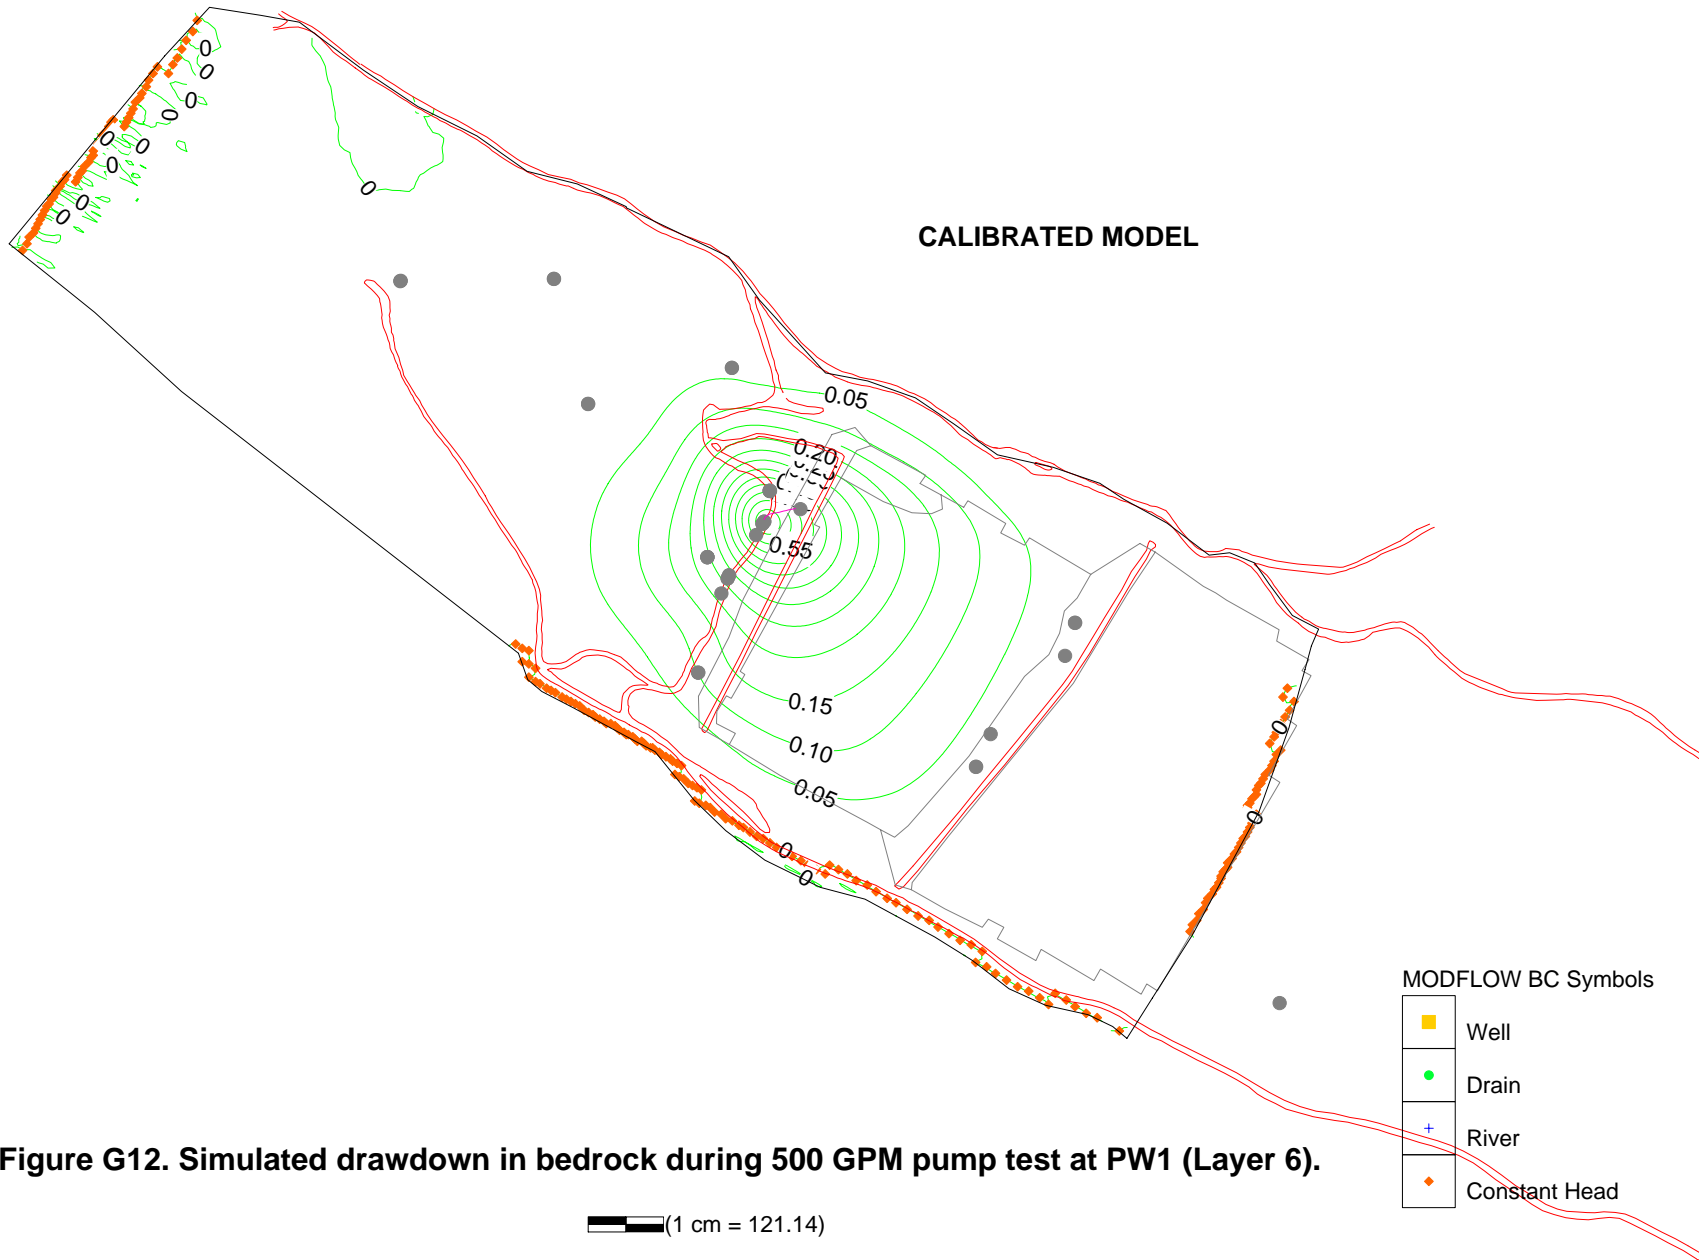 0
0
0
0
0
0
0
0
0
0
0
CALIBRATED MODEL
0.05
0.20
0.55
0.15
0.10
0.05
0
0
0
0
MODFLOW BC Symbols
Well
Drain
River
Constant Head
Figure G12. Simulated drawdown in bedrock during 500 GPM pump test at PW1 (Layer 6).
(1 cm = 121.14)